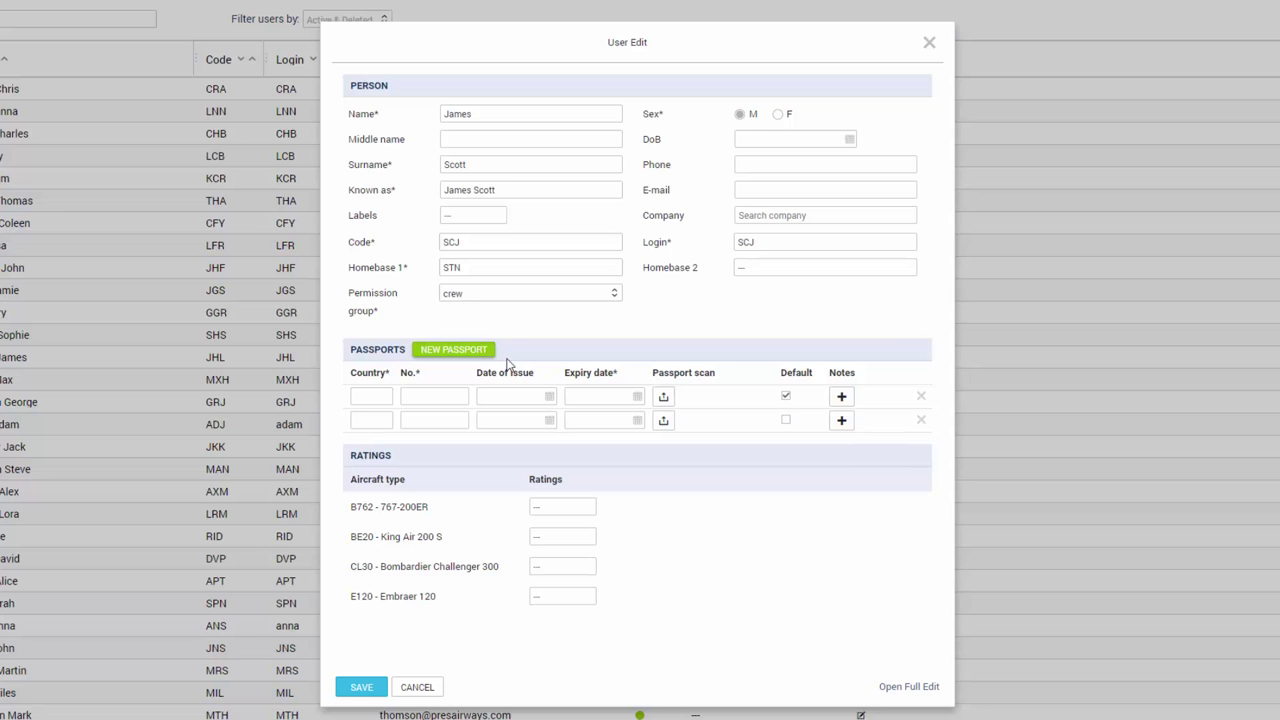 Filter users by: Active & Deleted
User Edit
Code Login
PERSON
Name* James Sex* M F
Middle name DoB
Surname* Scott Phone
Known as* James Scott E-mail
Labels --- Company Search company
Code* SCJ Login* SCJ
Homebase 1* STN Homebase 2 ---
Permission group* crew
PASSPORTS NEW PASSPORT
Country* No.* Date of issue Expiry date* Passport scan Default Notes
RATINGS
Aircraft type Ratings
B762 - 767-200ER ---
BE20 - King Air 200 S ---
CL30 - Bombardier Challenger 300 ---
E120 - Embraer 120 ---
SAVE CANCEL Open Full Edit
hris CRA CRA
nna LNN LNN
harles CHB CHB
y LCB LCB
m KCR KCR
homas THA THA
Coleen CFY CFY
sa LFR LFR
John JHF JHF
mie JGS JGS
r GGR GGR
Sophie SHS SHS
James JHL JHL
Max MXH MXH
George GRJ GRJ
dam ADJ adam
Jack JKK JKK
a Steve MAN MAN
Alex AXM AXM
Lora LRM LRM
e RID RID
avid DVP DVP
lice APT APT
rah SPN SPN
nna ANS anna
ohn JNS JNS
Martin MRS MRS
iles MIL MIL
n Mark MTH MTH thomson@presairways.com ---